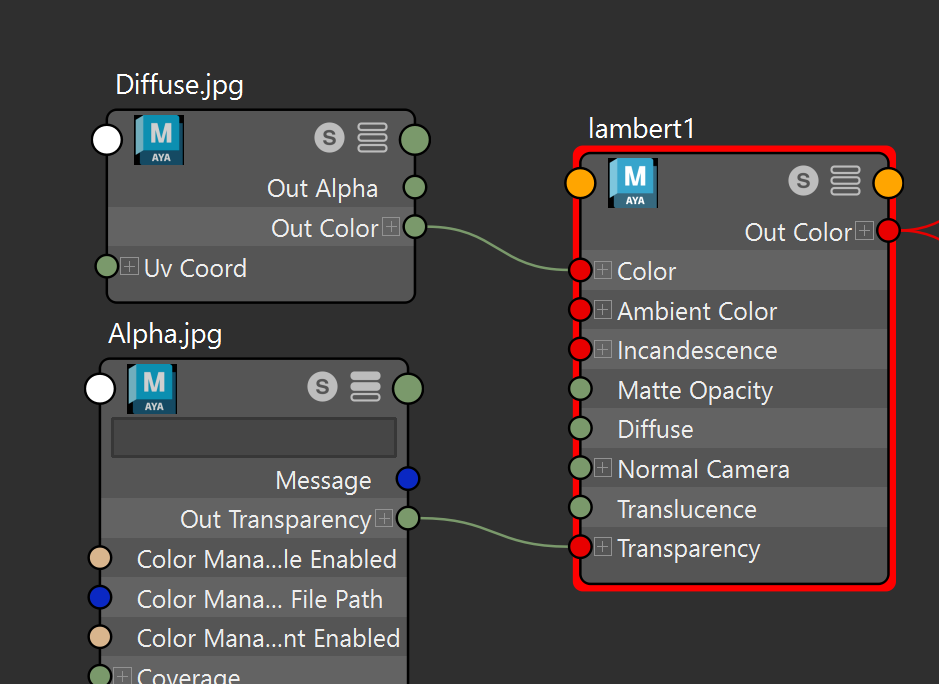 Diffuse.jpg
M
AYA
S
Out Alpha
Out Color
Uv Coord
Alpha.jpg
M
AYA
S
Message
Out Transparency
Color Mana...le Enabled
Color Mana... File Path
Color Mana...nt Enabled
Coverage
lambert1
M
AYA
S
Out Color
Color
Ambient Color
Incandescence
Matte Opacity
Diffuse
Normal Camera
Translucence
Transparency